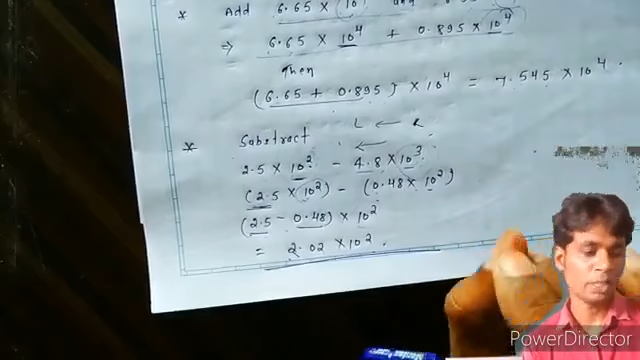 * Add 6.65 × 10 and
⇒ 6.65 × 10⁴ + 0.895 × 10⁴
Then
(6.65 + 0.895) × 10⁴ = 7.545 × 10⁴.
* Substract L ← R
2.5 × 10² - 4.8 × 10³.
(2.5 × 10²) - (0.48 × 10²)
(2.5 - 0.48) × 10²
= 2.02 × 10².
PowerDirector